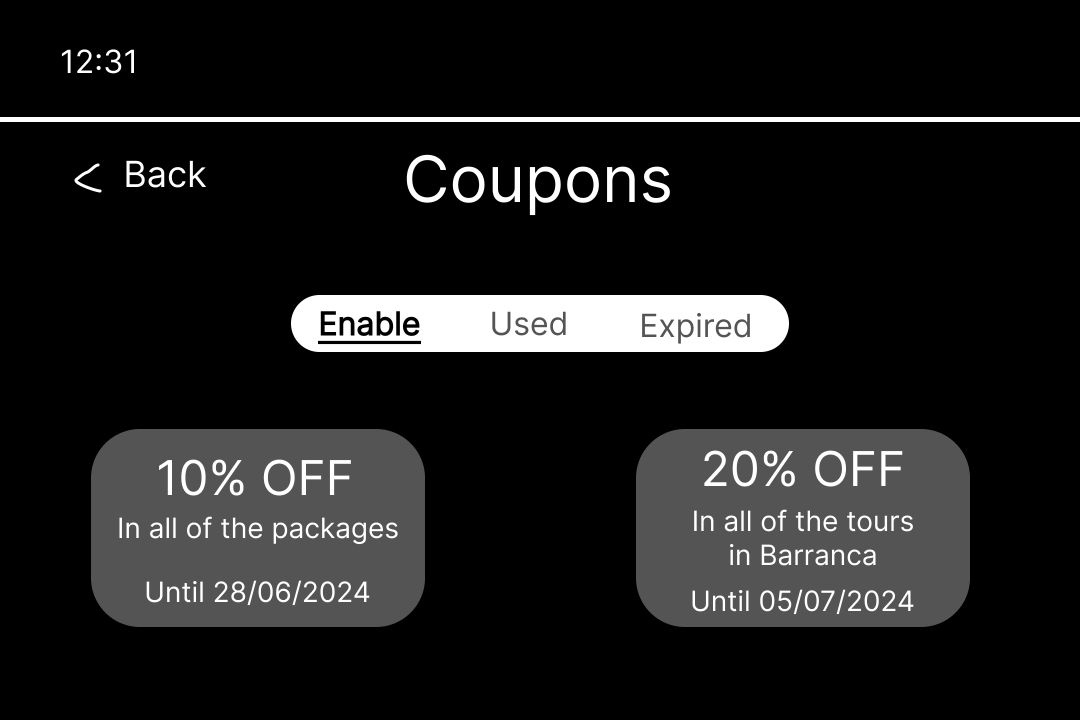 12:31
Back
Coupons
Enable Used Expired
10% OFF
In all of the packages
Until 28/06/2024
20% OFF
In all of the tours
in Barranca
Until 05/07/2024